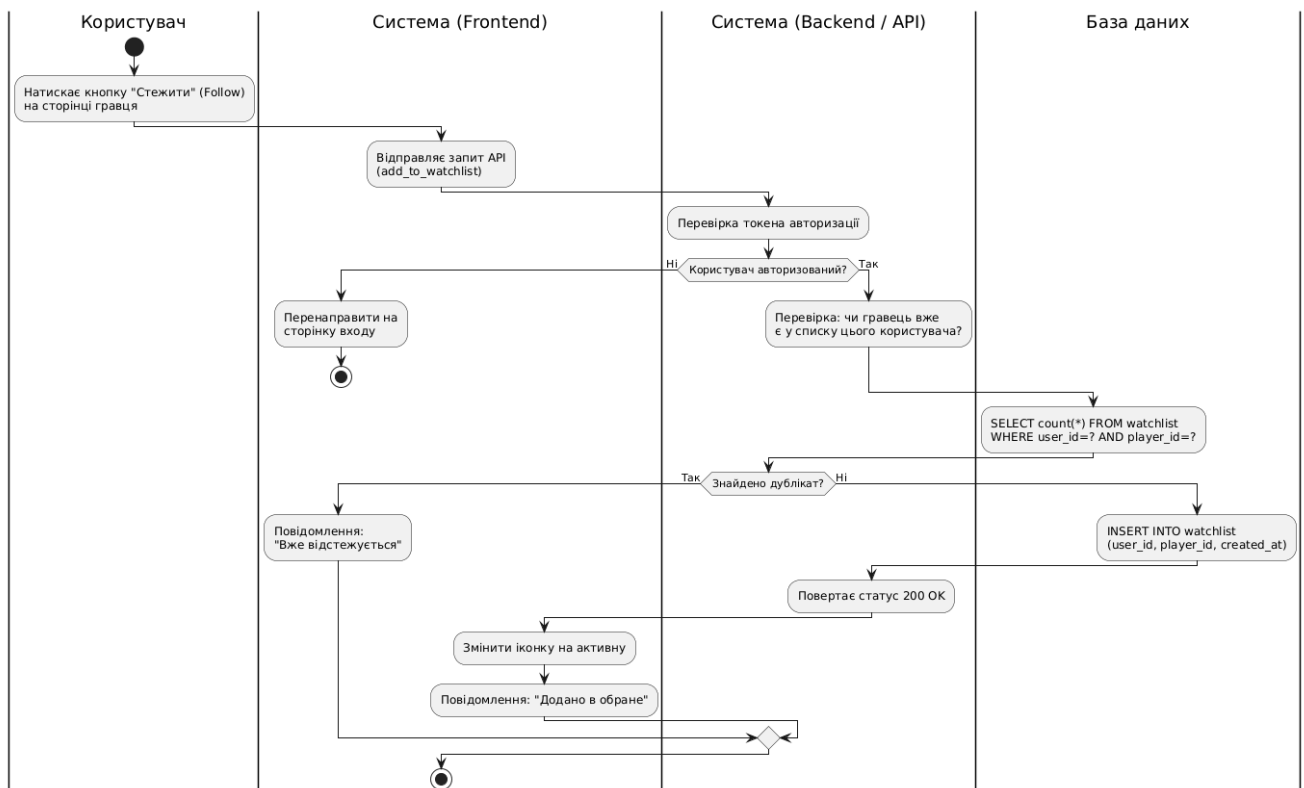 Користувач
Система (Frontend)
Система (Backend / API)
База даних
Натискає кнопку "Стежити" (Follow)
на сторінці гравця
Відправляє запит API
(add_to_watchlist)
Перевірка токена авторизації
Ні
Користувач авторизований?
Так
Перенаправити на
сторінку входу
Перевірка: чи гравець вже
є у списку цього користувача?
SELECT count(*) FROM watchlist
WHERE user_id=? AND player_id=?
Так
Знайдено дублікат?
Ні
Повідомлення:
"Вже відстежується"
INSERT INTO watchlist
(user_id, player_id, created_at)
Повертає статус 200 OK
Змінити іконку на активну
Повідомлення: "Додано в обране"